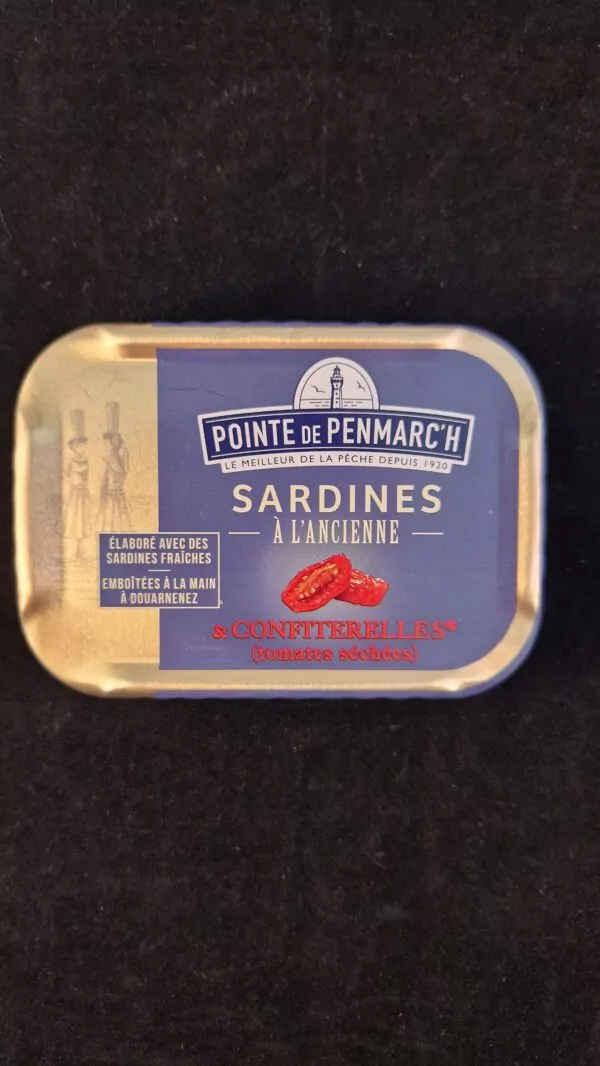 POINTE DE PENMARC'H
LE MEILLEUR DE LA PÊCHE DEPUIS 1920
SARDINES
À L'ANCIENNE
ÉLABORÉ AVEC DES
SARDINES FRAÎCHES
EMBOÎTÉES À LA MAIN
À DOUARNENEZ
& CONFITERELLES®
(tomates séchées)